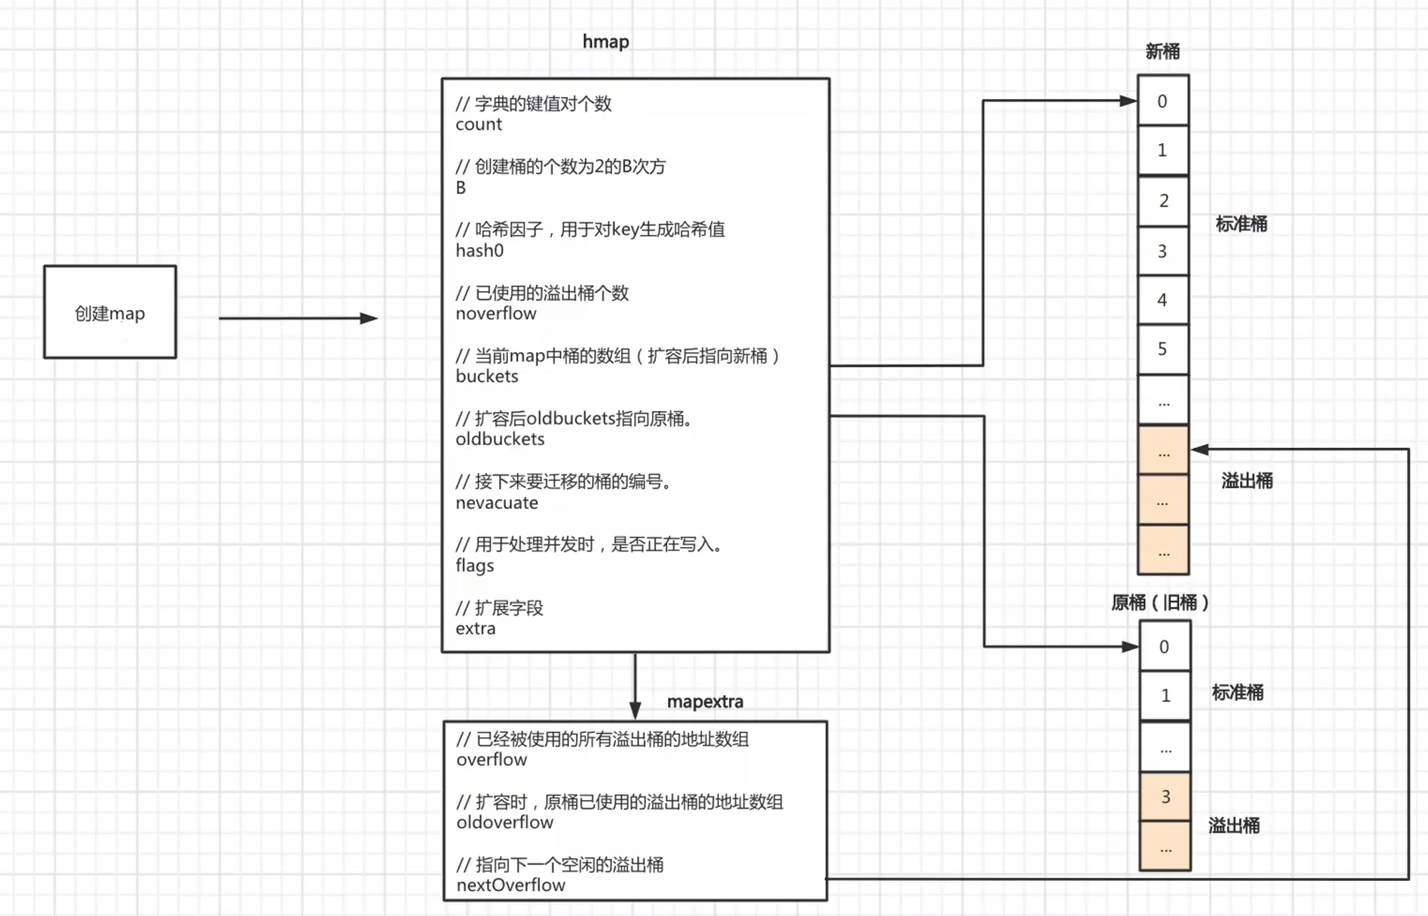 hmap
创建map
// 字典的键值对个数
count
// 创建桶的个数为2的B次方
B
// 哈希因子，用于对key生成哈希值
hash0
// 已使用的溢出桶个数
noverflow
// 当前map中桶的数组（扩容后指向新桶）
buckets
// 扩容后oldbuckets指向原桶。
oldbuckets
// 接下来要迁移的桶的编号。
nevacuate
// 用于处理并发时，是否正在写入。
flags
// 扩展字段
extra
mapextra
// 已经被使用的所有溢出桶的地址数组
overflow
// 扩容时，原桶已使用的溢出桶的地址数组
oldoverflow
// 指向下一个空闲的溢出桶
nextOverflow
新桶
0
1
2
3
4
5
...
...
...
...
标准桶
溢出桶
原桶（旧桶）
0
1
...
3
...
标准桶
溢出桶